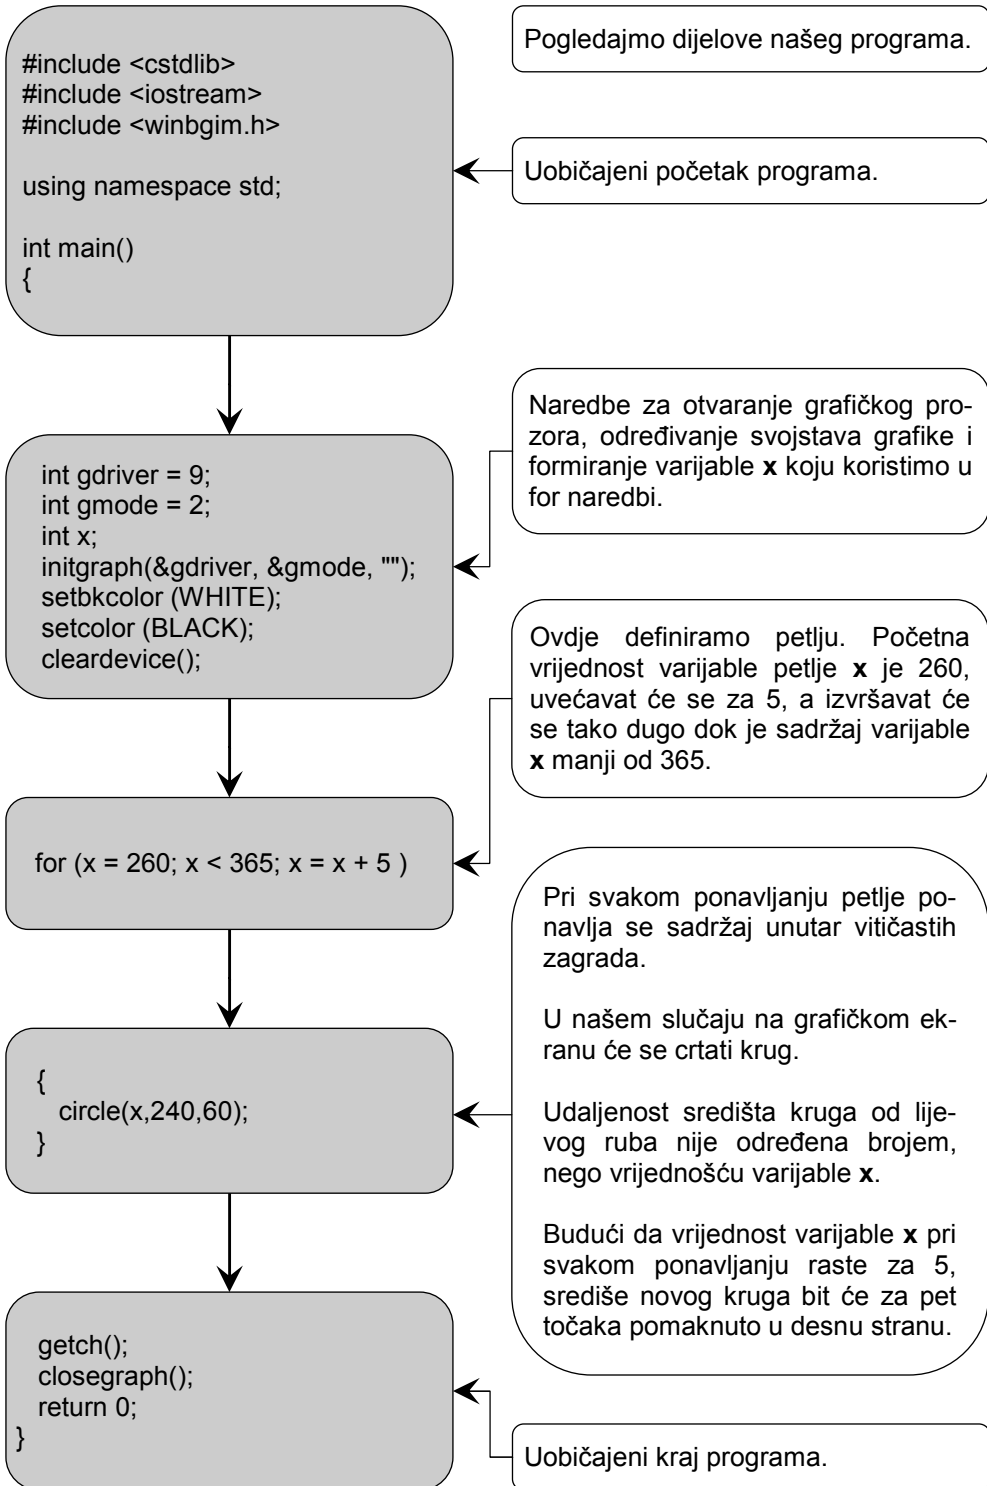 #include <cstdlib>
#include <iostream>
#include <winbgim.h>
using namespace std;
int main()
{
Pogledajmo dijelove našeg programa.
Uobičajeni početak programa.
int gdriver = 9;
int gmode = 2;
int x;
initgraph(&gdriver, &gmode, "");
setbkcolor (WHITE);
setcolor (BLACK);
cleardevice();
Naredbe za otvaranje grafičkog pro-
zora, određivanje svojstava grafike i
formiranje varijable x koju koristimo u
for naredbi.
for (x = 260; x < 365; x = x + 5 )
Ovdje definiramo petlju. Početna
vrijednost varijable petlje x je 260,
uvećavat će se za 5, a izvršavat će
se tako dugo dok je sadržaj varijable
x manji od 365.
{
circle(x,240,60);
}
Pri svakom ponavljanju petlje po-
navlja se sadržaj unutar vitičastih
zagrada.
U našem slučaju na grafičkom ek-
ranu će se crtati krug.
Udaljenost središta kruga od lije-
vog ruba nije određena brojem,
nego vrijednošću varijable x.
Budući da vrijednost varijable x pri
svakom ponavljanju raste za 5,
središe novog kruga bit će za pet
točaka pomaknuto u desnu stranu.
getch();
closegraph();
return 0;
}
Uobičajeni kraj programa.